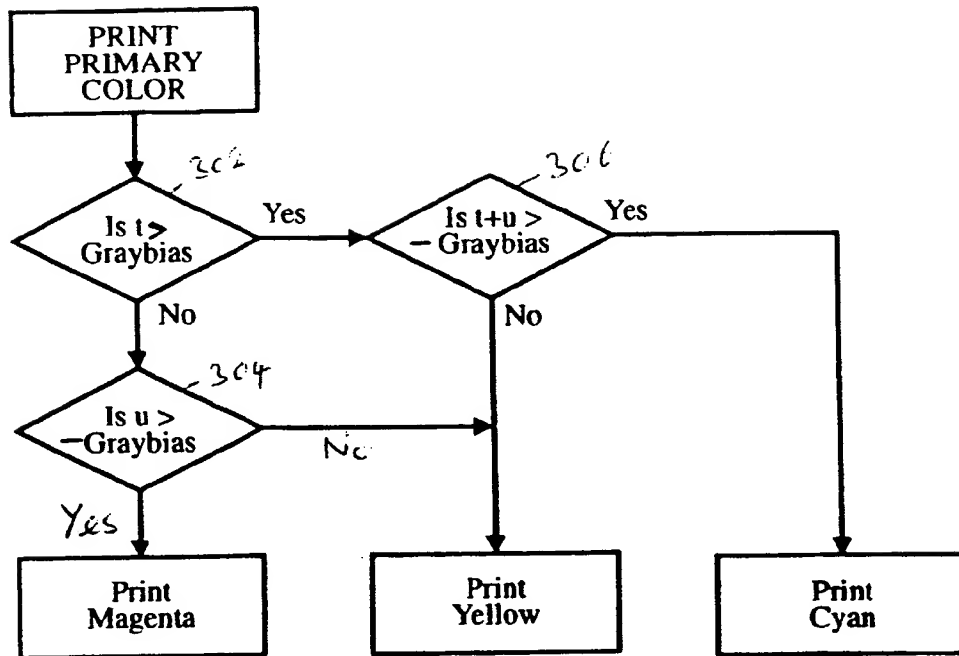 PRINT
PRIMARY
COLOR
302
306
Is t>
Graybias
Yes
Is t+u >
– Graybias
Yes
No
No
304
Is u >
–Graybias
No
Yes
Print
Magenta
Print
Yellow
Print
Cyan